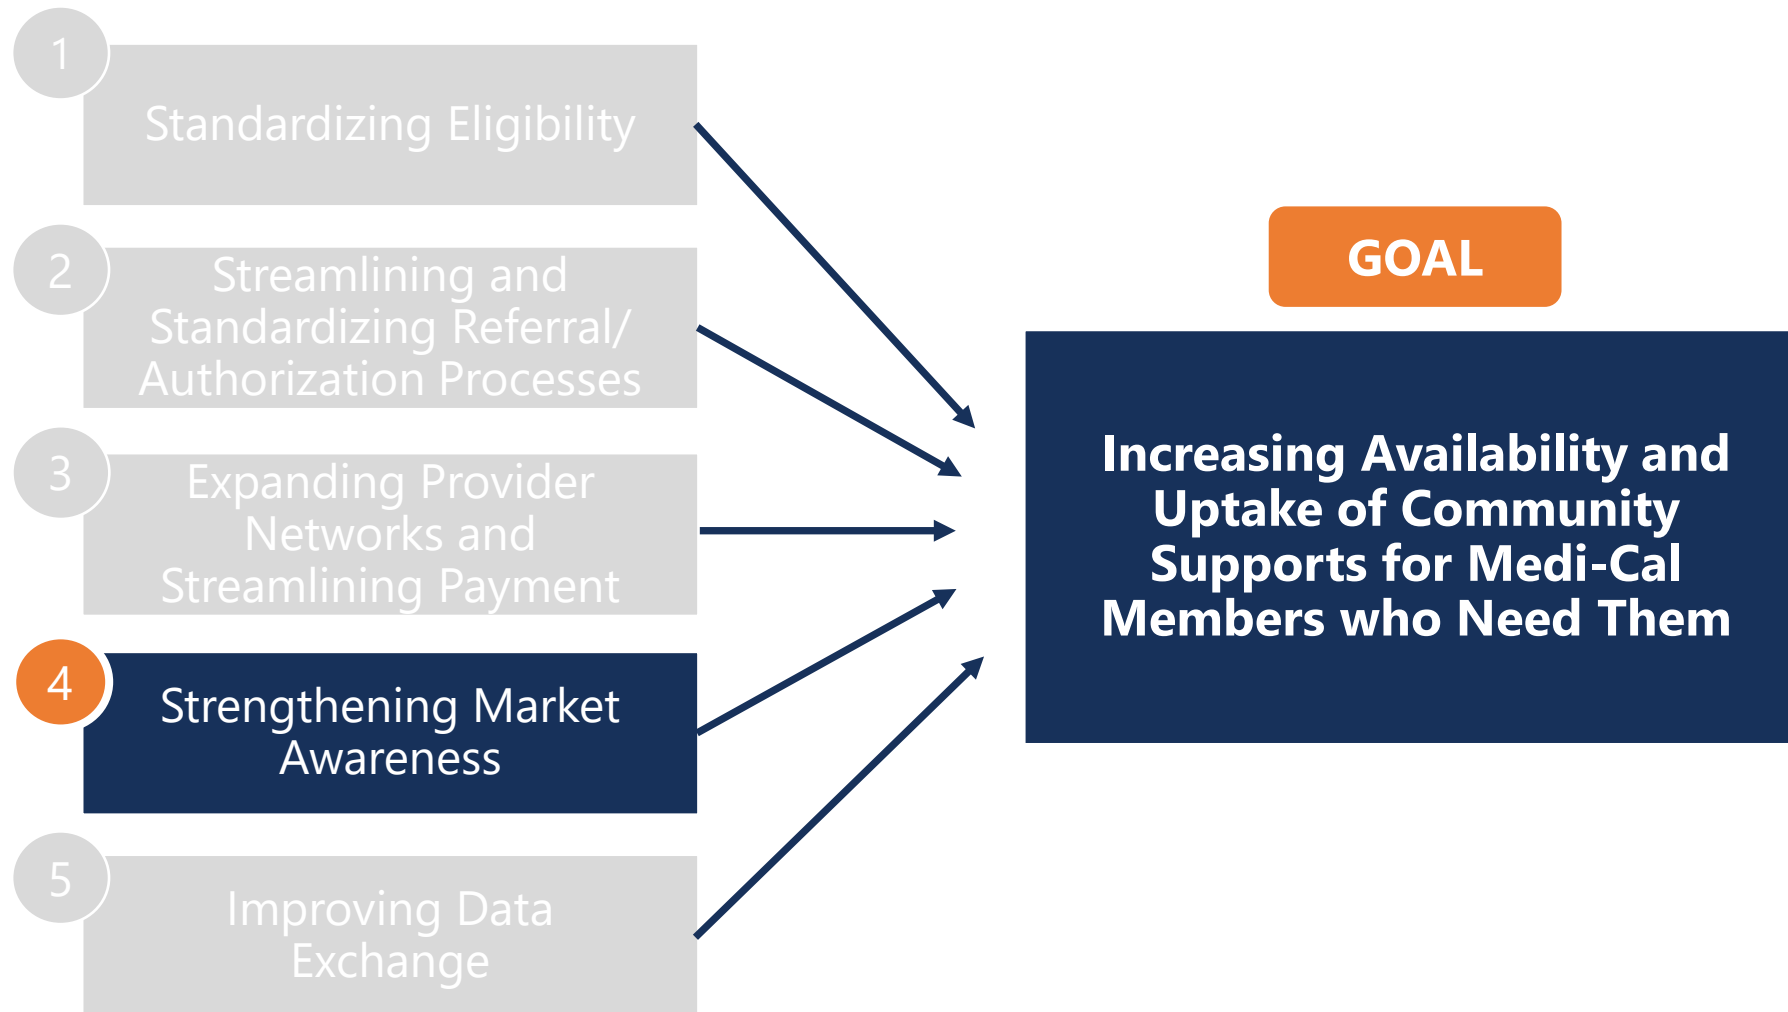 1
Standardizing Eligibility
2
Streamlining and
Standardizing Referral/
Authorization Processes
3
Expanding Provider
Networks and
Streamlining Payment
4
Strengthening Market
Awareness
5
Improving Data
Exchange
GOAL
Increasing Availability and
Uptake of Community
Supports for Medi-Cal
Members who Need Them